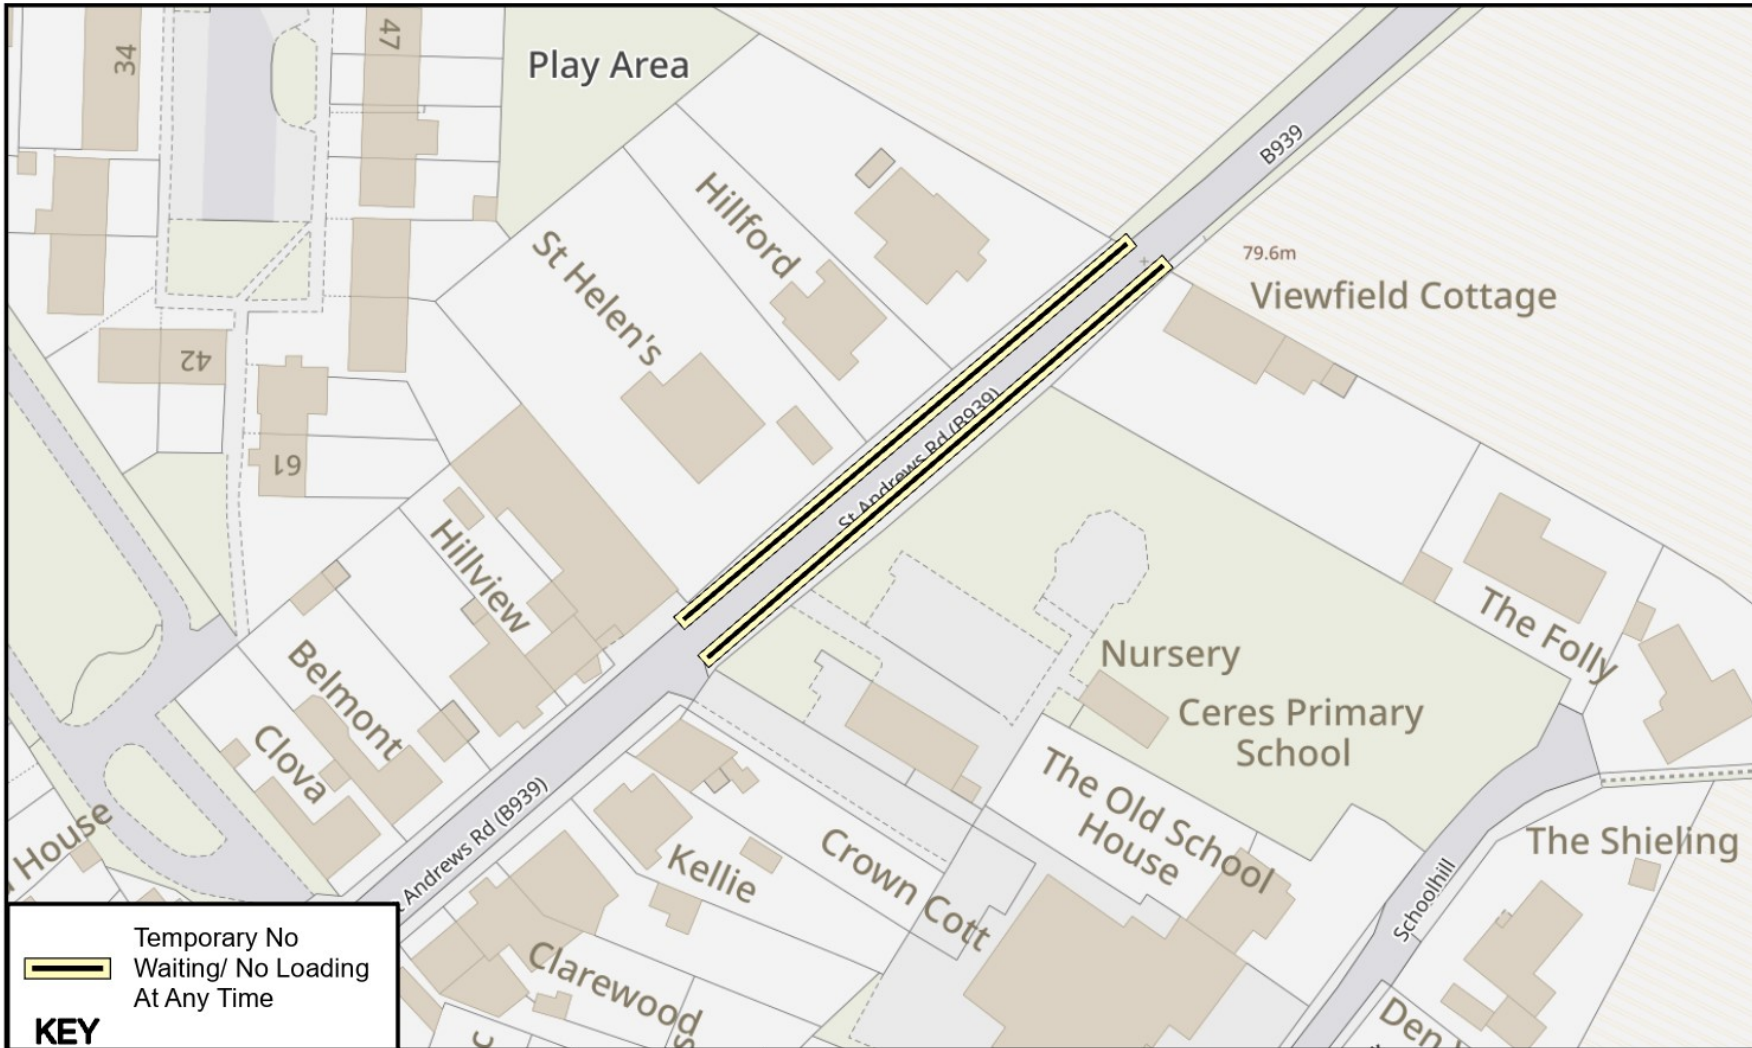 34
47
Play Area
B939
Hillford
St Helen's
79.6m
Viewfield Cottage
42
61
St Andrews Rd (B939)
Hillview
The Folly
Nursery
Ceres Primary
School
Belmont
Clova
The Old School
House
House
Andrews Rd (B939)
Kellie
Crown Cott
The Shieling
Schoolhill
Clarewood
Den
Temporary No
Waiting/ No Loading
At Any Time
KEY